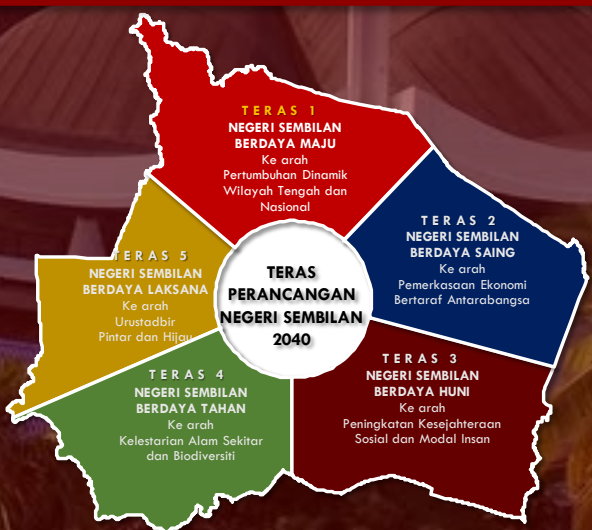 TERAS 1
NEGERI SEMBILAN
BERDAYA MAJU
Ke arah
Pertumbuhan Dinamik
Wilayah Tengah dan
Nasional
TERAS 2
NEGERI SEMBILAN
BERDAYA SAING
Ke arah
Pemerkasaan Ekonomi
Bertaraf Antarabangsa
TERAS 3
NEGERI SEMBILAN
BERDAYA HUNI
Ke arah
Peningkatan Kesejahteraan
Sosial dan Modal Insan
TERAS 4
NEGERI SEMBILAN
BERDAYA TAHAN
Ke arah
Kelestarian Alam Sekitar
dan Biodiversiti
TERAS 5
NEGERI SEMBILAN
BERDAYA LAKSANA
Ke arah
Urustadbir
Pintar dan Hijau
TERAS
PERANCANGAN
NEGERI SEMBILAN
2040